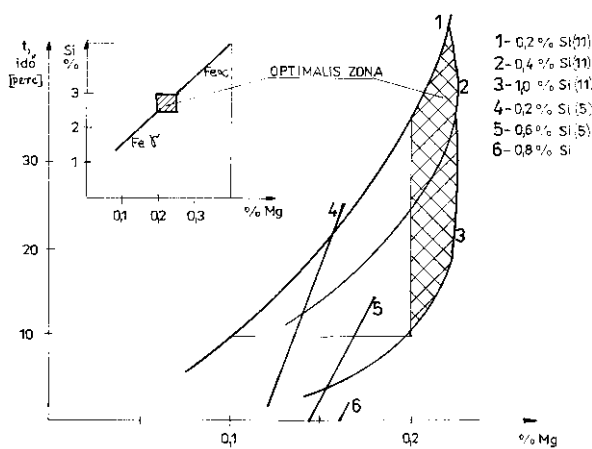 t,
idő
[perc]
Si
%
3
2
1
Feα
Fe γ
0,1
0,2
0,3
% Mg
OPTIMALIS ZONA
1
2
3
4
5
6
1- 0,2 % Si (11)
2- 0,4 % Si (11)
3- 1,0 % Si (11)
4- 0,2 % Si (5)
5- 0,6 % Si (5)
6- 0,8 % Si
30
20
10
0,1
0,2
% Mg